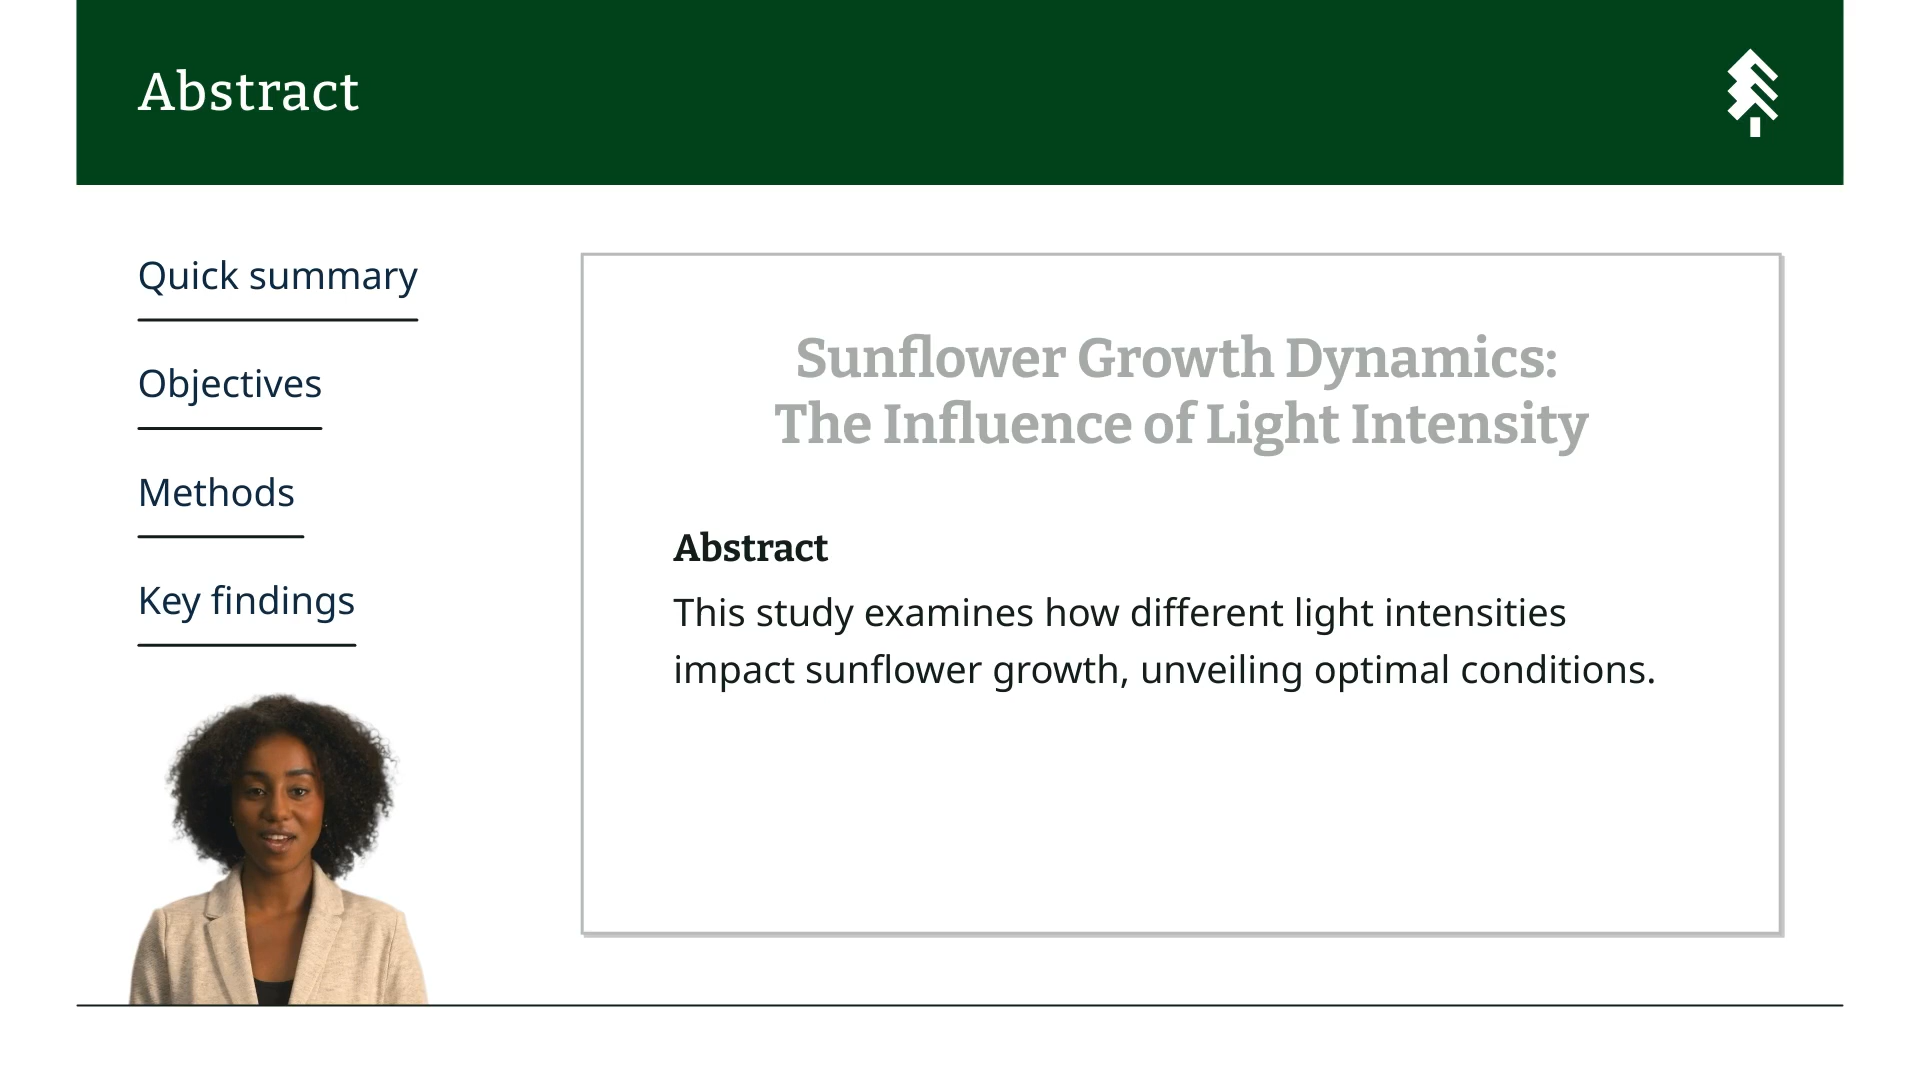 Abstract
Quick summary
Objectives
Methods
Key findings
Sunflower Growth Dynamics:
The Influence of Light Intensity
Abstract
This study examines how different light intensities
impact sunflower growth, unveiling optimal conditions.